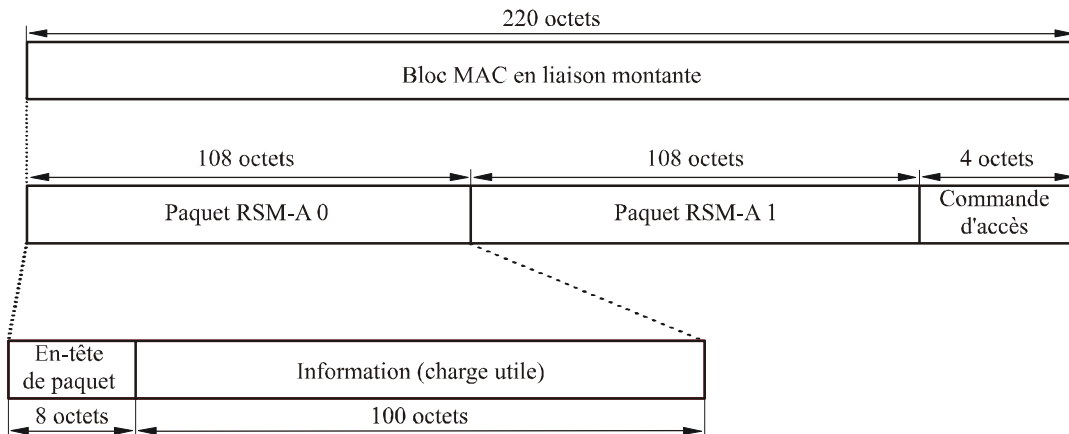 220 octets
Bloc MAC en liaison montante
108 octets
108 octets
4 octets
Paquet RSM-A 0
Paquet RSM-A 1
Commande
d'accès
En-tête
de paquet
Information (charge utile)
8 octets
100 octets